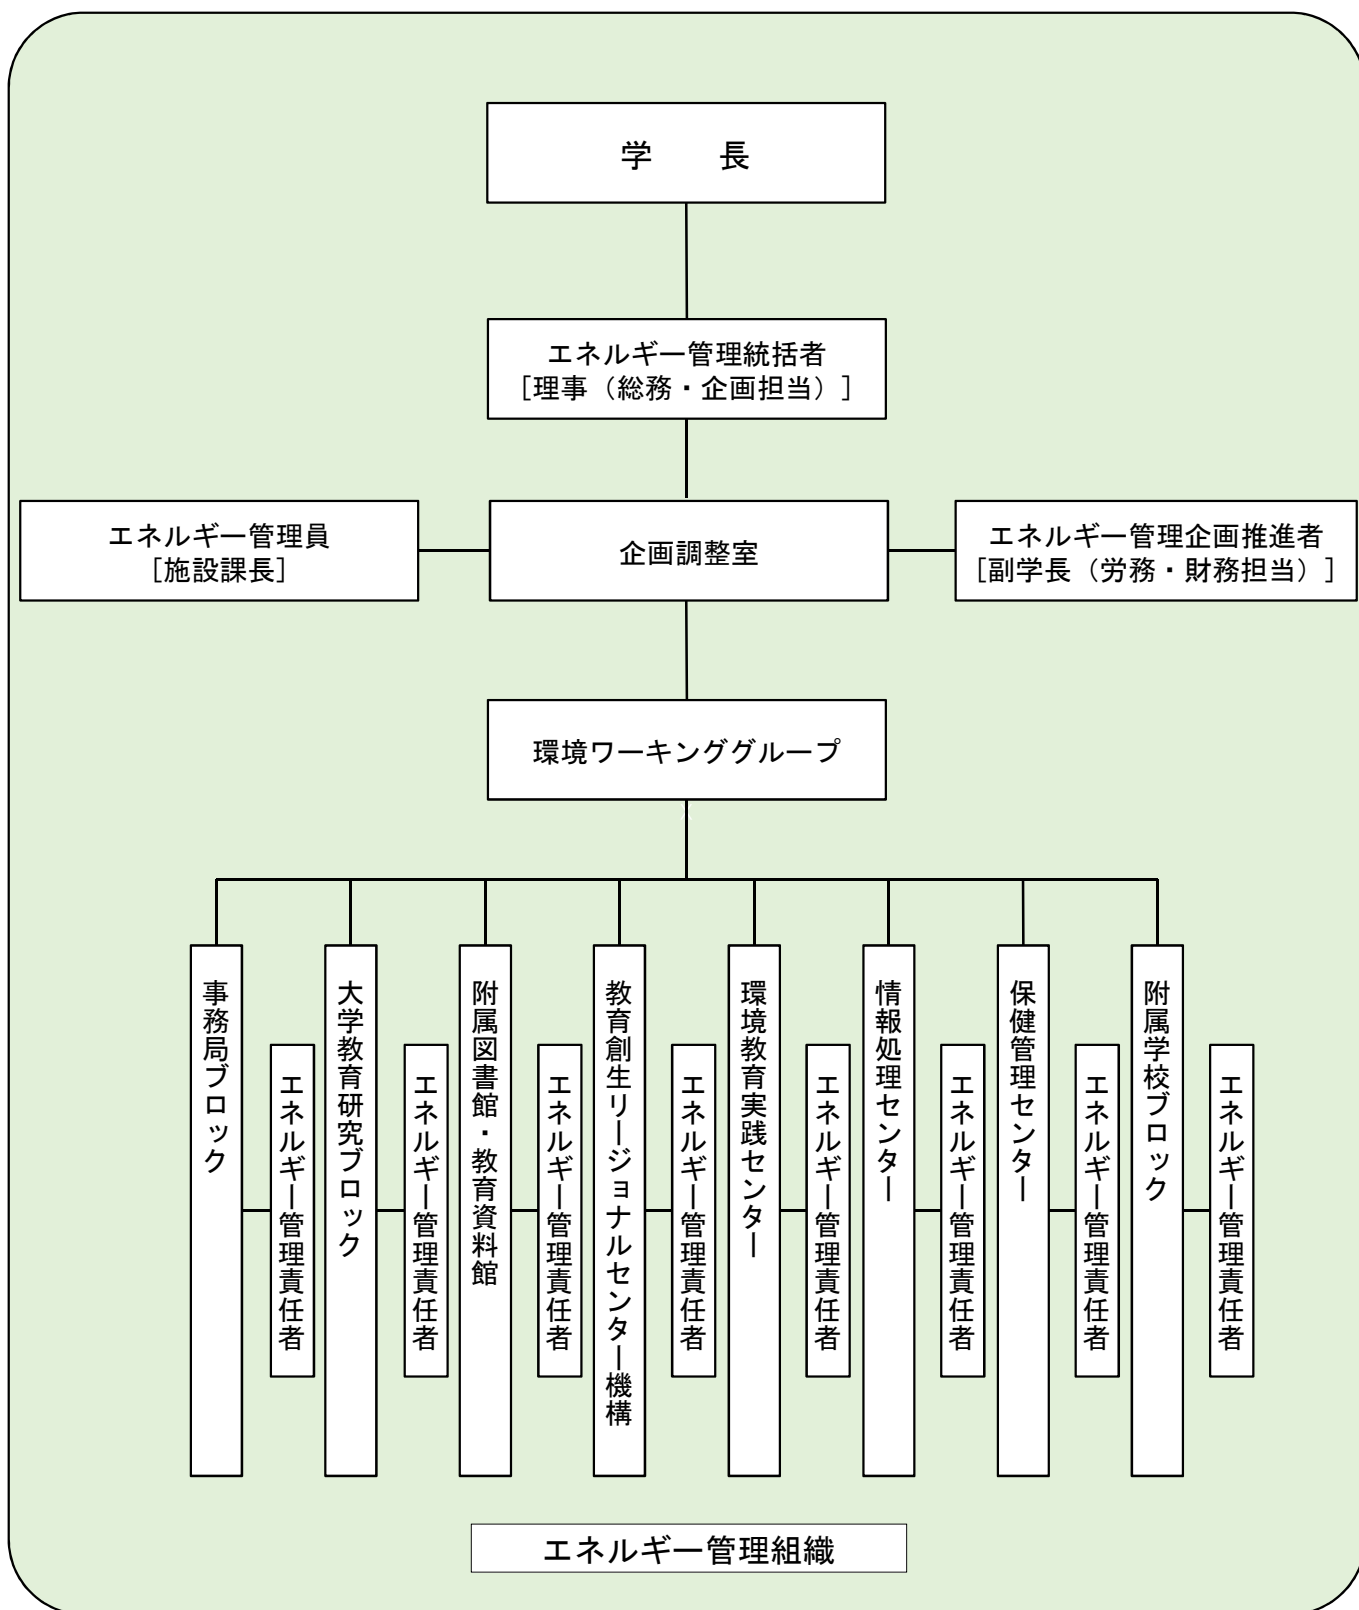 学　　長
エネルギー管理統括者
［理事（総務・企画担当）］
エネルギー管理員
［施設課長］
企画調整室
エネルギー管理企画推進者
［副学長（労務・財務担当）］
環境ワーキンググループ
事務局ブロック
エネルギー管理責任者
大学教育研究ブロック
エネルギー管理責任者
附属図書館・教育資料館
エネルギー管理責任者
教育創生リージョナルセンター機構
エネルギー管理責任者
環境教育実践センター
エネルギー管理責任者
情報処理センター
エネルギー管理責任者
保健管理センター
エネルギー管理責任者
附属学校ブロック
エネルギー管理責任者
エネルギー管理組織